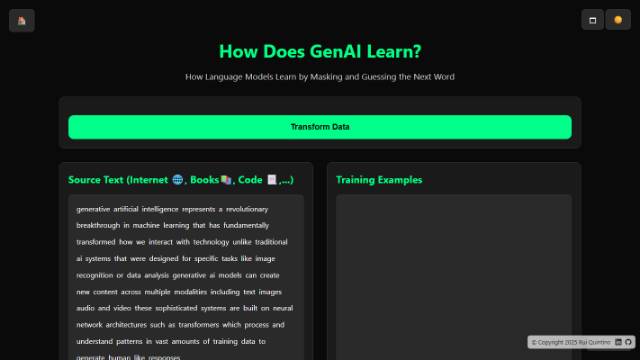 How Does GenAI Learn?
How Language Models Learn by Masking and Guessing the Next Word
Transform Data
Source Text (Internet 🌐, Books📚, Code 📄,...)
generative artificial intelligence represents a revolutionary
breakthrough in machine learning that has fundamentally
transformed how we interact with technology unlike traditional
ai systems that were designed for specific tasks like image
recognition or data analysis generative ai models can create
new content across multiple modalities including text images
audio and video these sophisticated systems are built on neural
network architectures such as transformers which process and
understand patterns in vast amounts of training data to
generate human like responses
Training Examples
© Copyright 2025 Rui Quintino